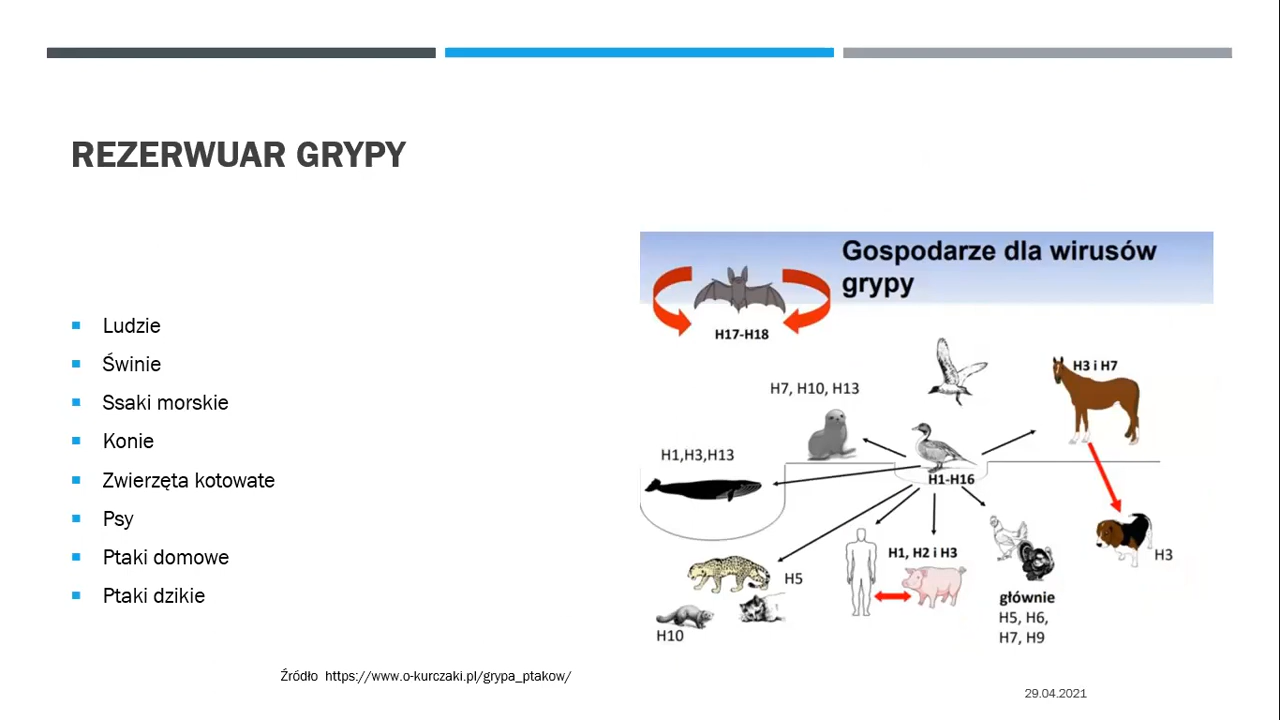 REZERWUAR GRYPY
Ludzie
Świnie
Ssaki morskie
Konie
Zwierzęta kotowate
Psy
Ptaki domowe
Ptaki dzikie
Gospodarze dla wirusów
grypy
H17-H18
H3 i H7
H7, H10, H13
H1,H3,H13
H1-H16
H1, H2 i H3
H3
H5
głównie
H5, H6,
H7, H9
H10
Źródło https://www.o-kurczaki.pl/grypa_ptakow/
29.04.2021